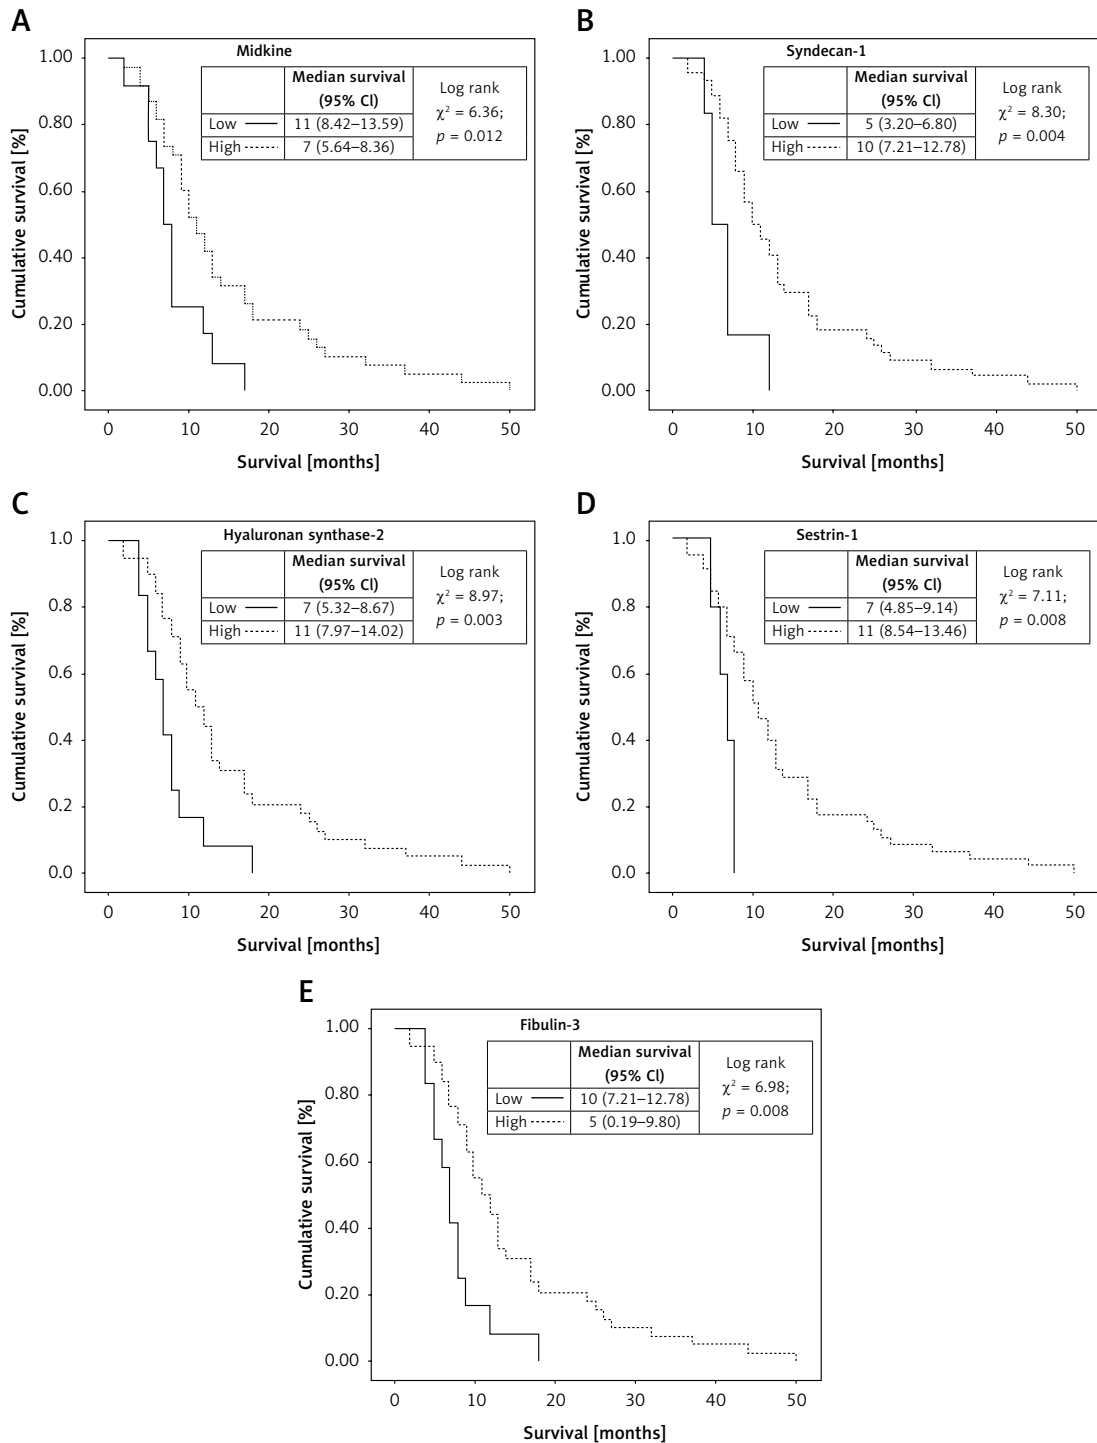 A
Midkine
Median survival
(95% CI)
Log rank
χ² = 6.36;
p = 0.012
Low 11 (8.42–13.59)
High 7 (5.64–8.36)
Cumulative survival [%]
1.00
0.80
0.60
0.40
0.20
0.00
0 10 20 30 40 50
Survival [months]
B
Syndecan-1
Median survival
(95% CI)
Log rank
χ² = 8.30;
p = 0.004
Low 5 (3.20–6.80)
High 10 (7.21–12.78)
Cumulative survival [%]
1.00
0.80
0.60
0.40
0.20
0.00
0 10 20 30 40 50
Survival [months]
C
Hyaluronan synthase-2
Median survival
(95% CI)
Log rank
χ² = 8.97;
p = 0.003
Low 7 (5.32–8.67)
High 11 (7.97–14.02)
Cumulative survival [%]
1.0
0.8
0.6
0.4
0.2
0.0
0 10 20 30 40 50
Survival [months]
D
Sestrin-1
Median survival
(95% CI)
Log rank
χ² = 7.11;
p = 0.008
Low 7 (4.85–9.14)
High 11 (8.54–13.46)
Cumulative survival [%]
1.0
0.8
0.6
0.4
0.2
0.0
0 10 20 30 40 50
Survival [months]
E
Fibulin-3
Median survival
(95% CI)
Log rank
χ² = 6.98;
p = 0.008
Low 10 (7.21–12.78)
High 5 (0.19–9.80)
Cumulative survival [%]
1.00
0.80
0.60
0.40
0.20
0.00
0 10 20 30 40 50
Survival [months]